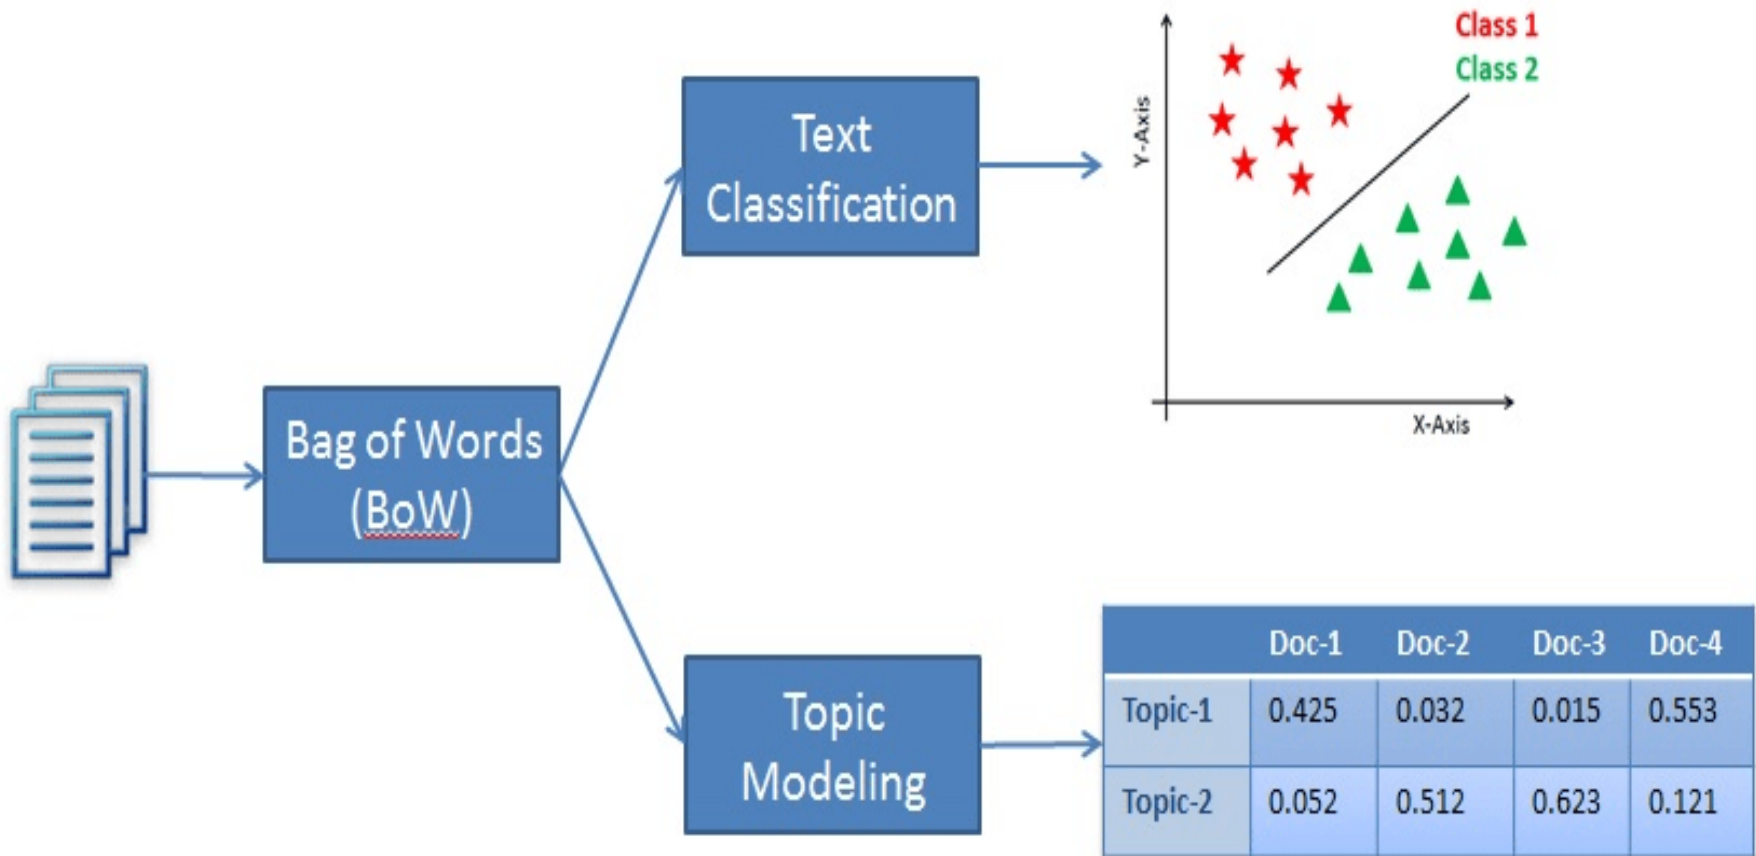 Class 1
Class 2
Y-Axis
X-Axis
Text
Classification
Bag of Words
(BoW)
Topic
Modeling
Doc-1 Doc-2 Doc-3 Doc-4
Topic-1 0.425 0.032 0.015 0.553
Topic-2 0.052 0.512 0.623 0.121